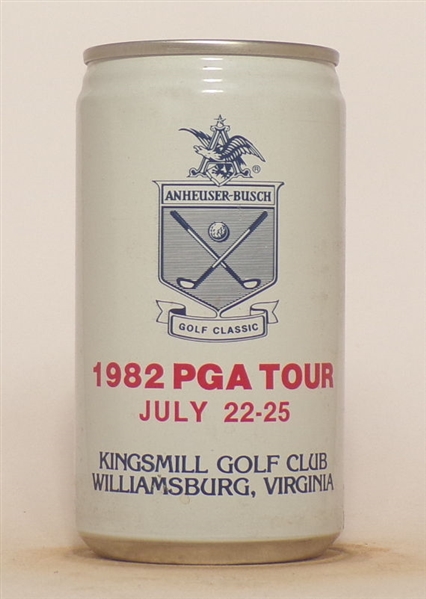 A
®
ANHEUSER-BUSCH
GOLF CLASSIC
1982 PGA TOUR
JULY 22-25
KINGSMILL GOLF CLUB
WILLIAMSBURG, VIRGINIA